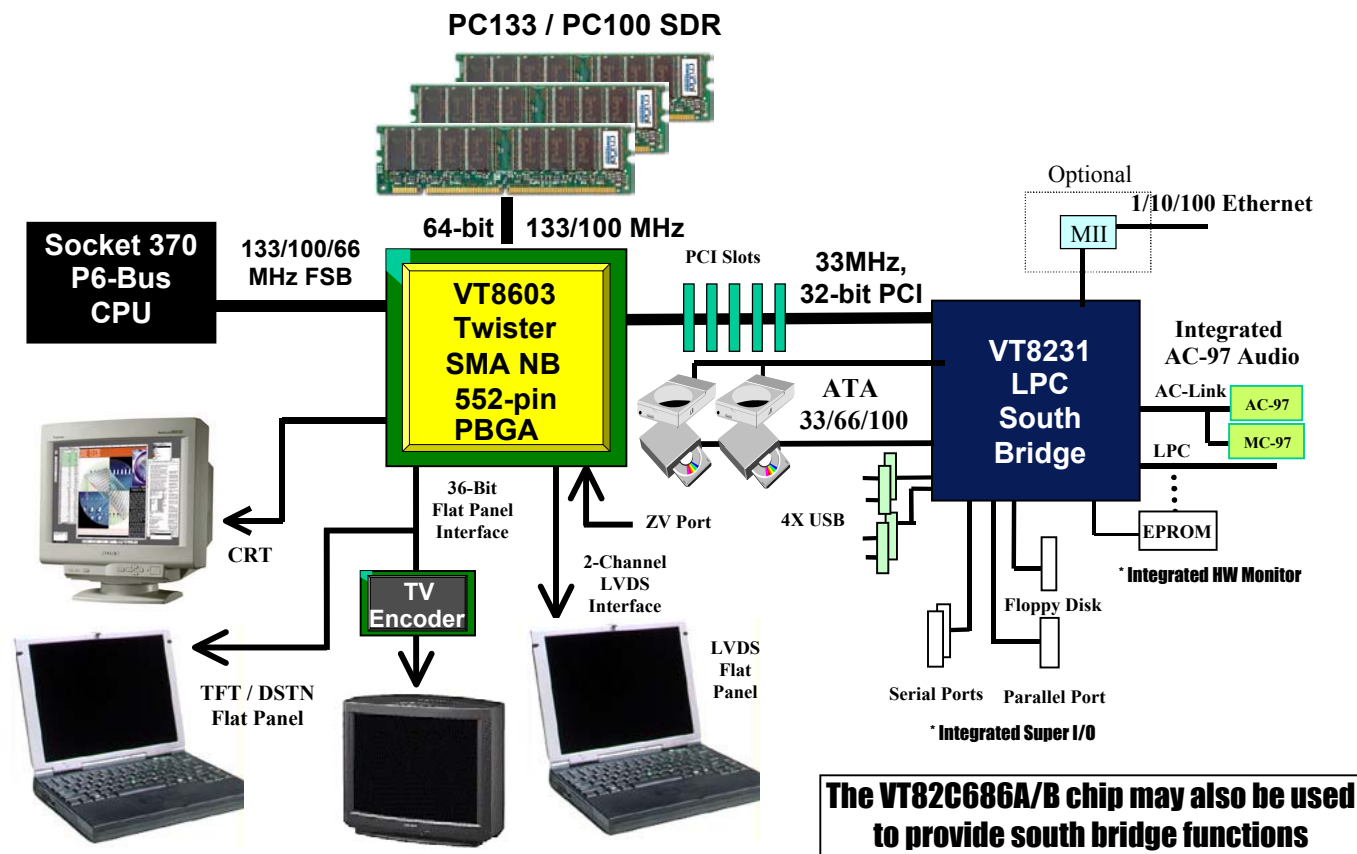 PC133 / PC100 SDR
64-bit
133/100 MHz
Socket 370
P6-Bus
CPU
133/100/66
MHz FSB
VT8603
Twister
SMA NB
552-pin
PBGA
PCI Slots
33MHz,
32-bit PCI
Optional
1/10/100 Ethernet
MII
VT8231
LPC
South
Bridge
Integrated
AC-97 Audio
AC-Link
AC-97
MC-97
LPC
EPROM
* Integrated HW Monitor
ATA
33/66/100
4X USB
ZV Port
36-Bit
Flat Panel
Interface
CRT
TV
Encoder
2-Channel
LVDS
Interface
LVDS
Flat
Panel
TFT / DSTN
Flat Panel
Floppy Disk
Serial Ports
Parallel Port
* Integrated Super I/O
The VT82C686A/B chip may also be used
to provide south bridge functions